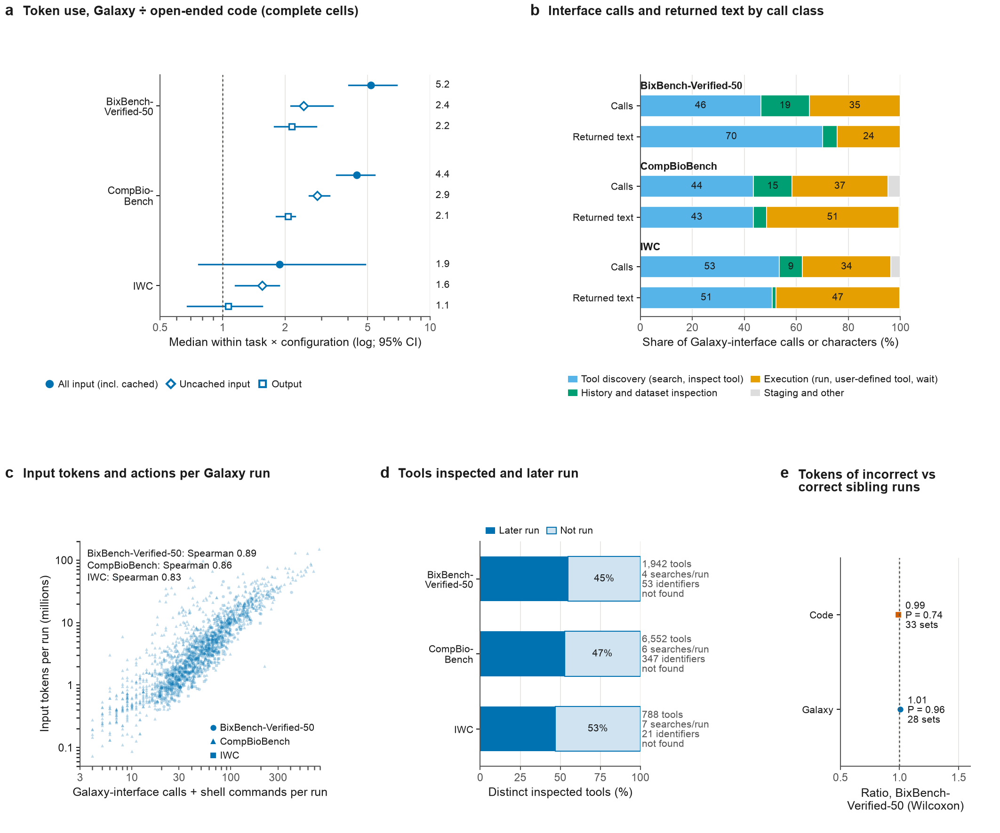 a Token use, Galaxy ÷ open-ended code (complete cells)
BixBench-
Verified-50
CompBio-
Bench
IWC
5.2
2.4
2.2
4.4
2.9
2.1
1.9
1.6
1.1
0.5 1 2 5 10
Median within task × configuration (log; 95% CI)
All input (incl. cached) Uncached input Output
b Interface calls and returned text by call class
BixBench-Verified-50
Calls 46 19 35
Returned text 70 24
CompBioBench
Calls 44 15 37
Returned text 43 51
IWC
Calls 53 9 34
Returned text 51 47
0 20 40 60 80 100
Share of Galaxy-interface calls or characters (%)
Tool discovery (search, inspect tool) Execution (run, user-defined tool, wait)
History and dataset inspection Staging and other
c Input tokens and actions per Galaxy run
BixBench-Verified-50: Spearman 0.89
CompBioBench: Spearman 0.86
IWC: Spearman 0.83
100
10
1
0.1
Input tokens per run (millions)
BixBench-Verified-50
CompBioBench
IWC
3 10 30 100 300
Galaxy-interface calls + shell commands per run
d Tools inspected and later run
Later run Not run
BixBench-
Verified-50
45%
1,942 tools
4 searches/run
53 identifiers
not found
CompBio-
Bench
47%
6,552 tools
6 searches/run
347 identifiers
not found
IWC
53%
788 tools
7 searches/run
21 identifiers
not found
0 25 50 75 100
Distinct inspected tools (%)
e Tokens of incorrect vs
correct sibling runs
Code
0.99
P = 0.74
33 sets
Galaxy
1.01
P = 0.96
28 sets
0.5 1.0 1.5
Ratio, BixBench-
Verified-50 (Wilcoxon)